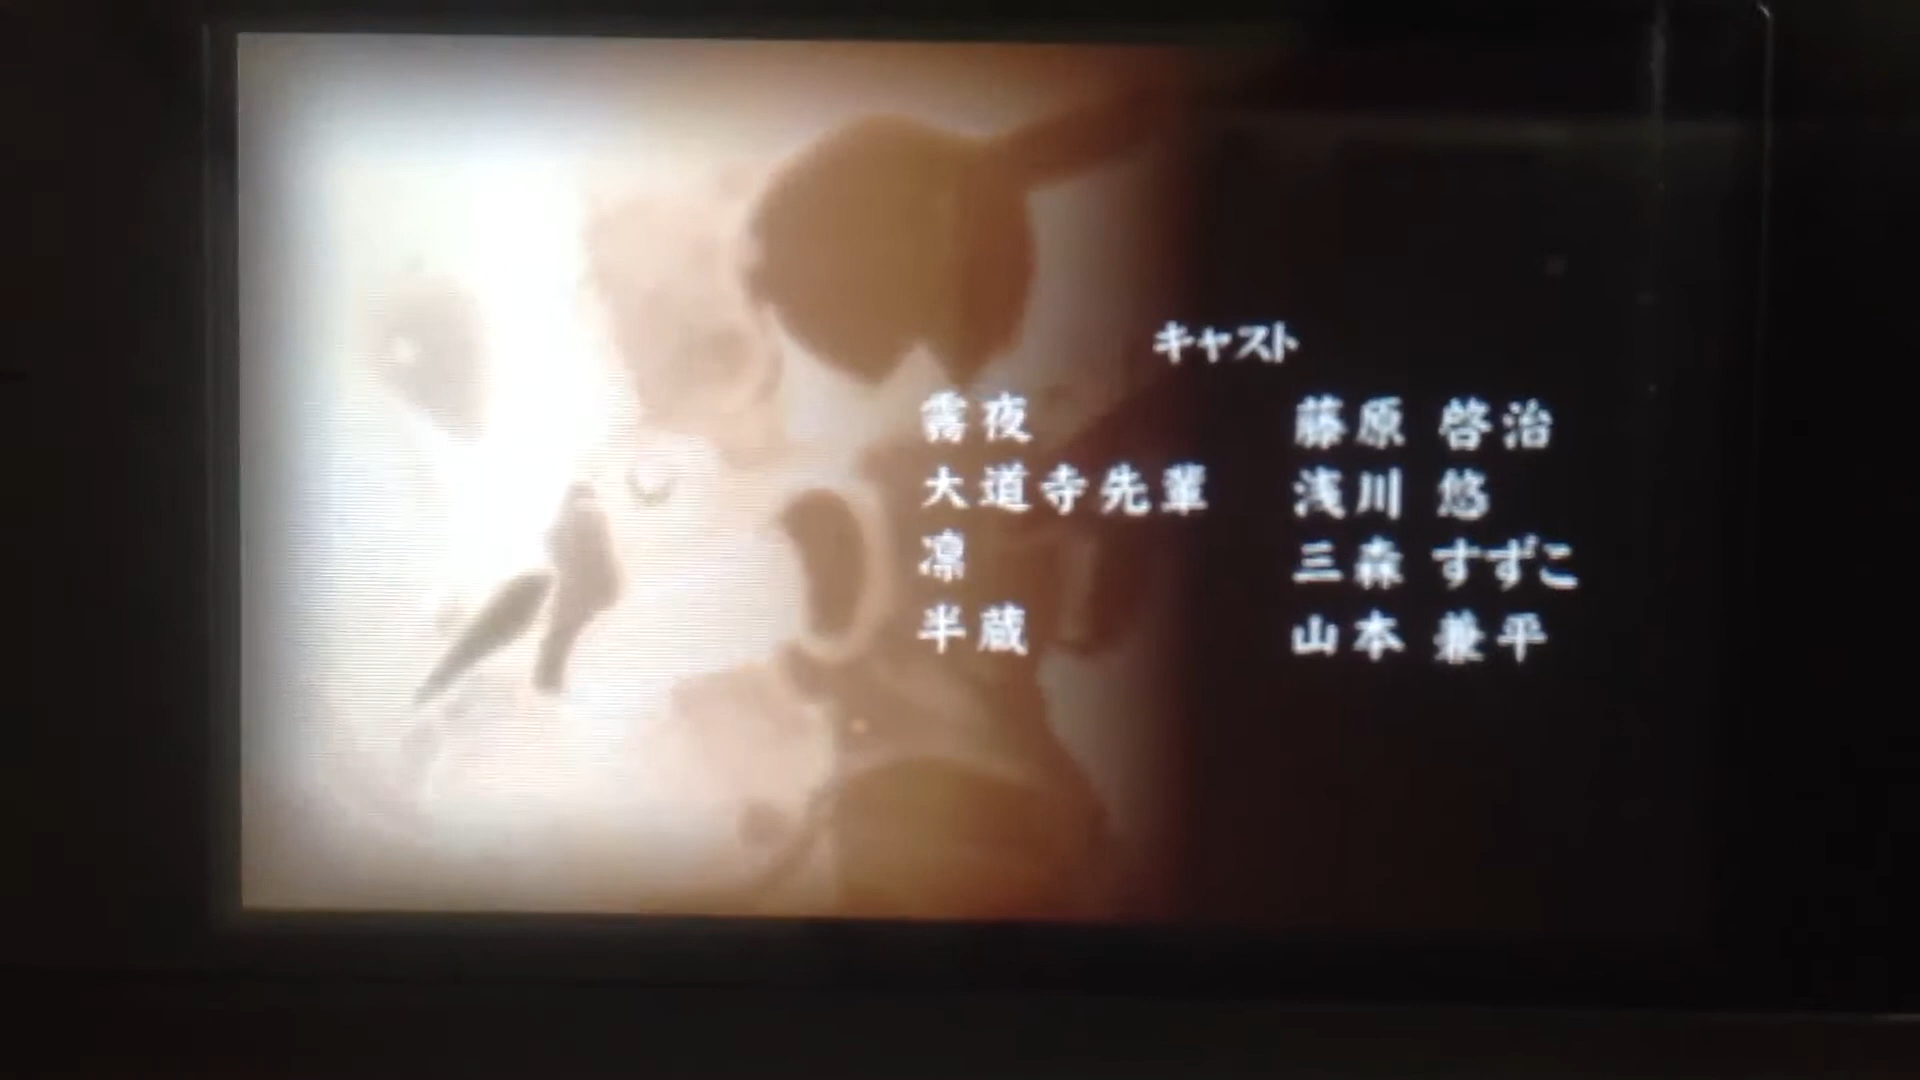 キャスト
霧夜 藤原 啓治
大道寺先輩 浅川 悠
凛 三森 すずこ
半蔵 山本 兼平